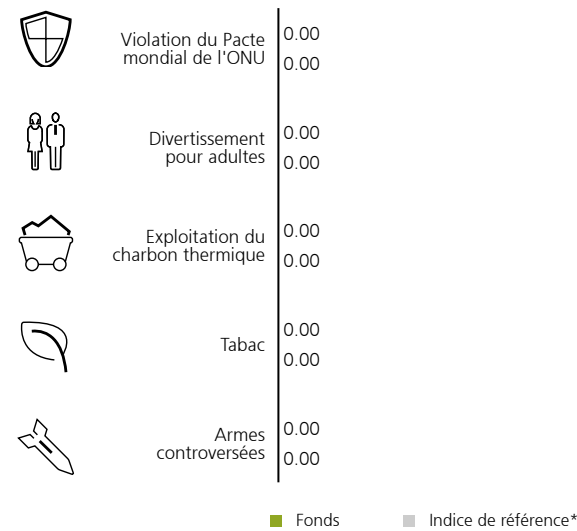 Violation du Pacte
mondial de l'ONU
0.00
0.00
Divertissement
pour adultes
0.00
0.00
Exploitation du
charbon thermique
0.00
0.00
Tabac
0.00
0.00
Armes
controversées
0.00
0.00
Fonds
Indice de référence*